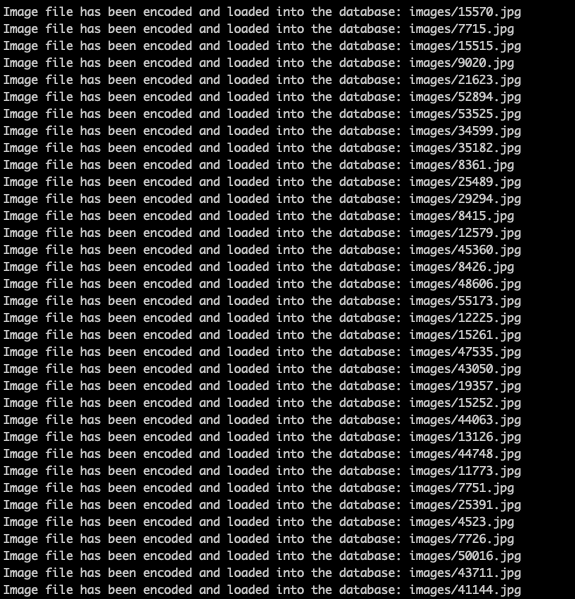 Image file has been encoded and loaded into the database: images/15570.jpg
Image file has been encoded and loaded into the database: images/7715.jpg
Image file has been encoded and loaded into the database: images/15515.jpg
Image file has been encoded and loaded into the database: images/9020.jpg
Image file has been encoded and loaded into the database: images/21623.jpg
Image file has been encoded and loaded into the database: images/52894.jpg
Image file has been encoded and loaded into the database: images/53525.jpg
Image file has been encoded and loaded into the database: images/34599.jpg
Image file has been encoded and loaded into the database: images/35182.jpg
Image file has been encoded and loaded into the database: images/8361.jpg
Image file has been encoded and loaded into the database: images/25489.jpg
Image file has been encoded and loaded into the database: images/29294.jpg
Image file has been encoded and loaded into the database: images/8415.jpg
Image file has been encoded and loaded into the database: images/12579.jpg
Image file has been encoded and loaded into the database: images/45360.jpg
Image file has been encoded and loaded into the database: images/8426.jpg
Image file has been encoded and loaded into the database: images/48606.jpg
Image file has been encoded and loaded into the database: images/55173.jpg
Image file has been encoded and loaded into the database: images/12225.jpg
Image file has been encoded and loaded into the database: images/15261.jpg
Image file has been encoded and loaded into the database: images/47535.jpg
Image file has been encoded and loaded into the database: images/43050.jpg
Image file has been encoded and loaded into the database: images/19357.jpg
Image file has been encoded and loaded into the database: images/15252.jpg
Image file has been encoded and loaded into the database: images/44063.jpg
Image file has been encoded and loaded into the database: images/13126.jpg
Image file has been encoded and loaded into the database: images/44748.jpg
Image file has been encoded and loaded into the database: images/11773.jpg
Image file has been encoded and loaded into the database: images/7751.jpg
Image file has been encoded and loaded into the database: images/25391.jpg
Image file has been encoded and loaded into the database: images/4523.jpg
Image file has been encoded and loaded into the database: images/7726.jpg
Image file has been encoded and loaded into the database: images/50016.jpg
Image file has been encoded and loaded into the database: images/43711.jpg
Image file has been encoded and loaded into the database: images/41144.jpg